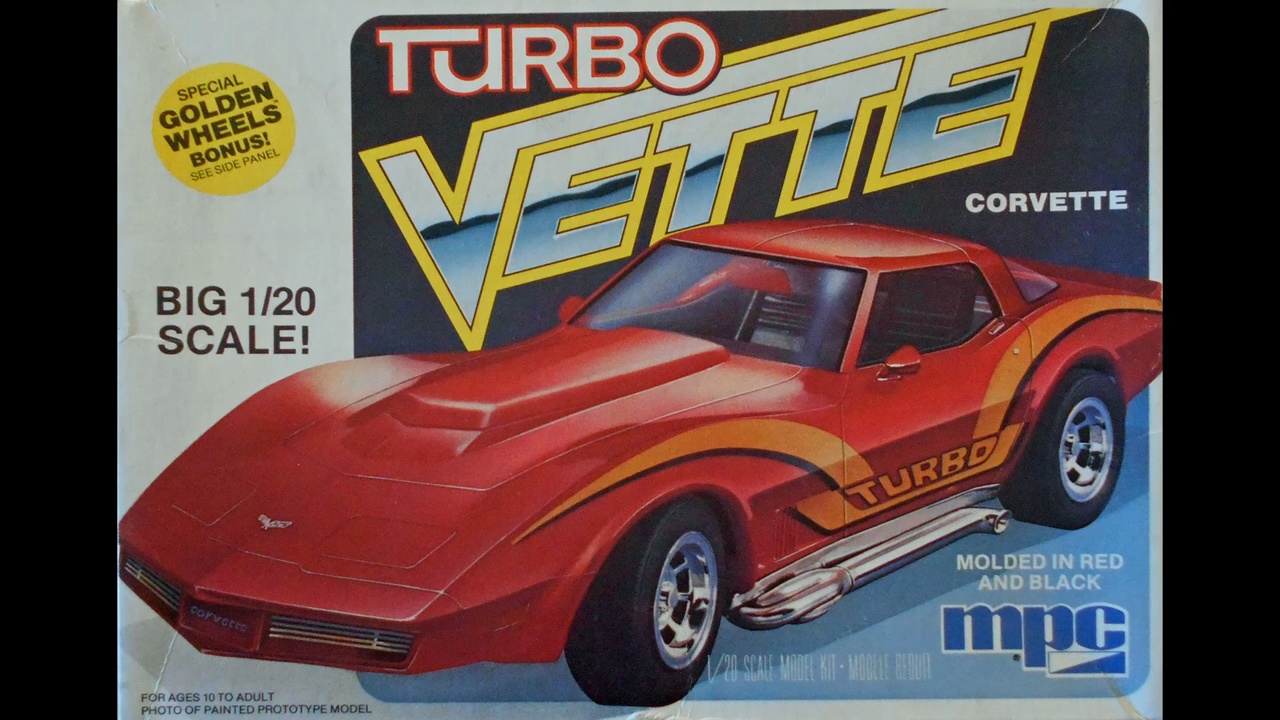 TURBO
VETTE
SPECIAL
GOLDEN
WHEELS™
BONUS!
SEE SIDE PANEL
CORVETTE
BIG 1/20
SCALE!
TURBO
corvette
MOLDED IN RED
AND BLACK
mpc®
1/20 SCALE MODEL KIT • MODELE REDUIT
FOR AGES 10 TO ADULT
PHOTO OF PAINTED PROTOTYPE MODEL